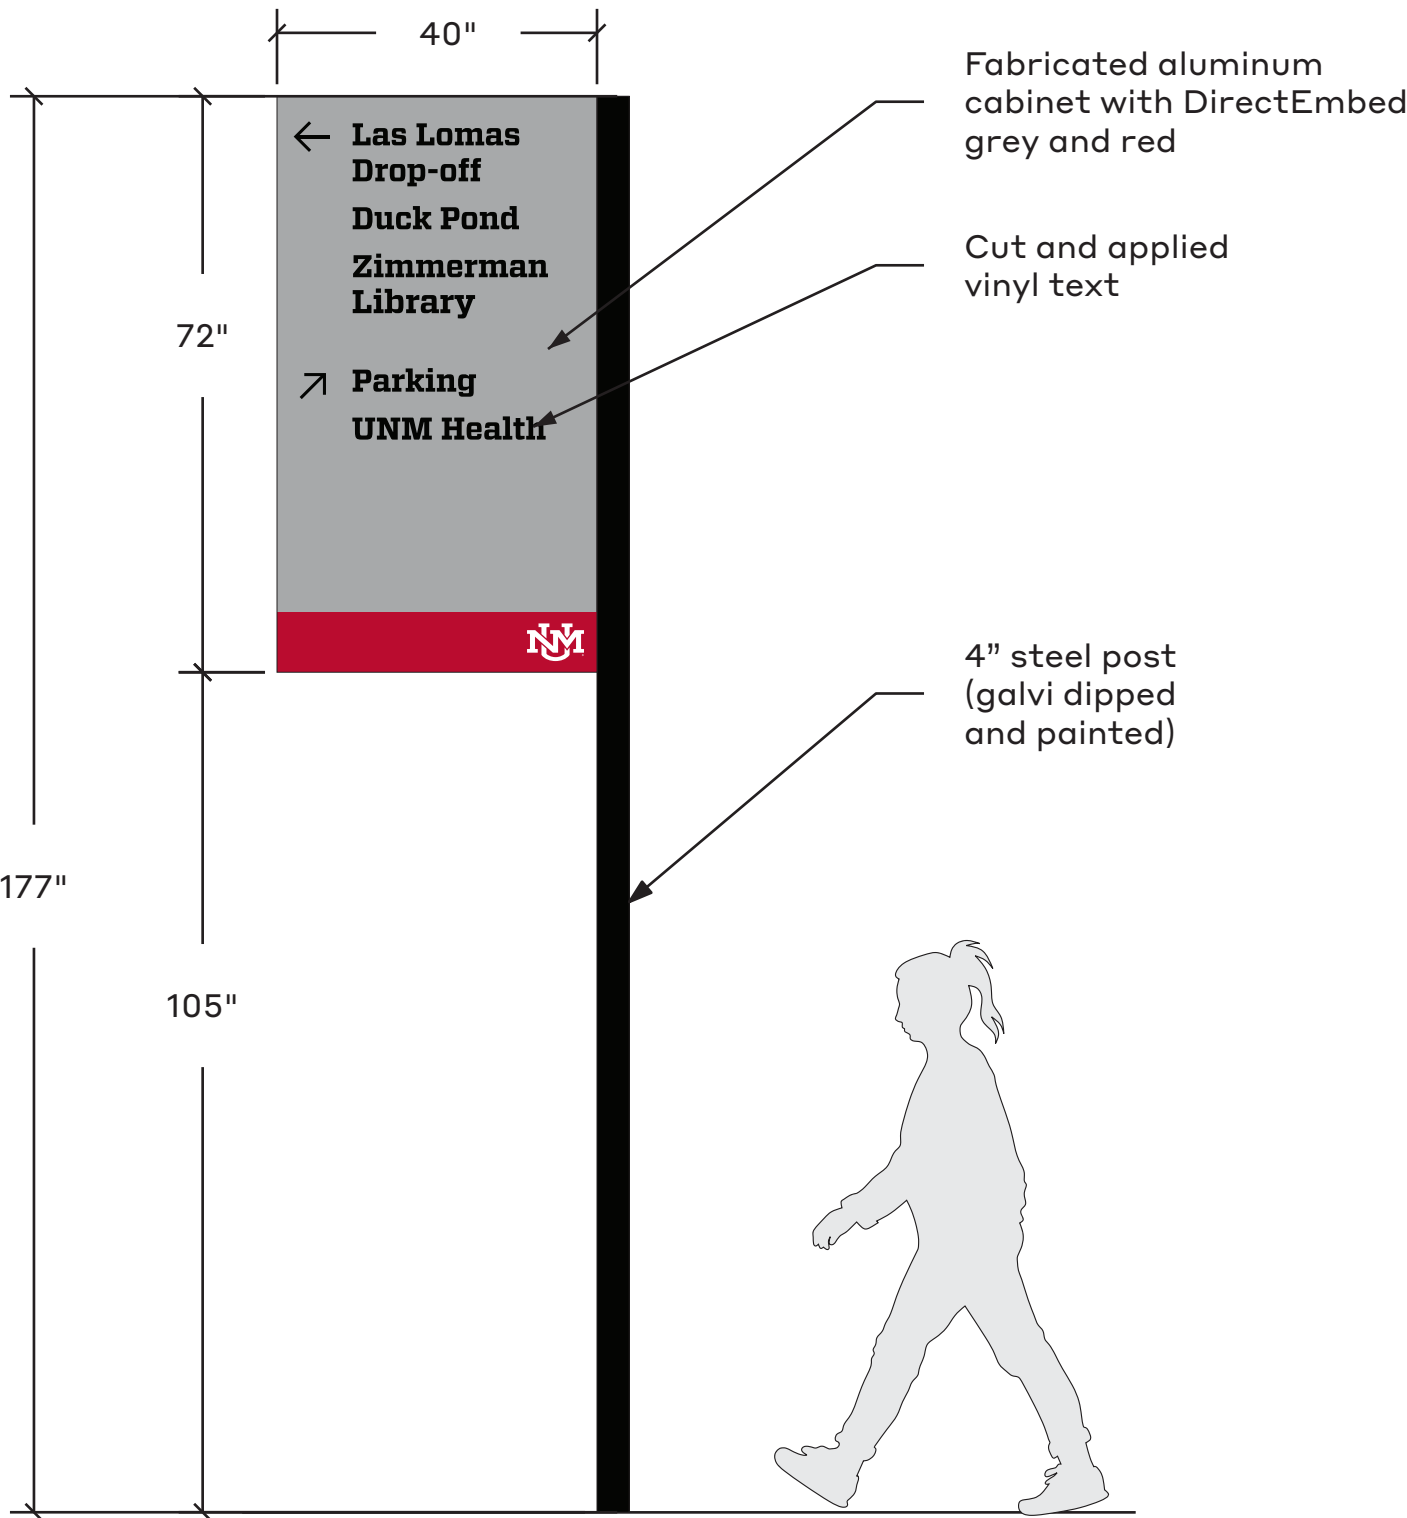 40"
Fabricated aluminum
cabinet with DirectEmbed
grey and red
Las Lomas
Drop-off
Duck Pond
Zimmerman
Library
Cut and applied
vinyl text
72"
Parking
UNM Health
UNM
4” steel post
(galvi dipped
and painted)
177"
105"